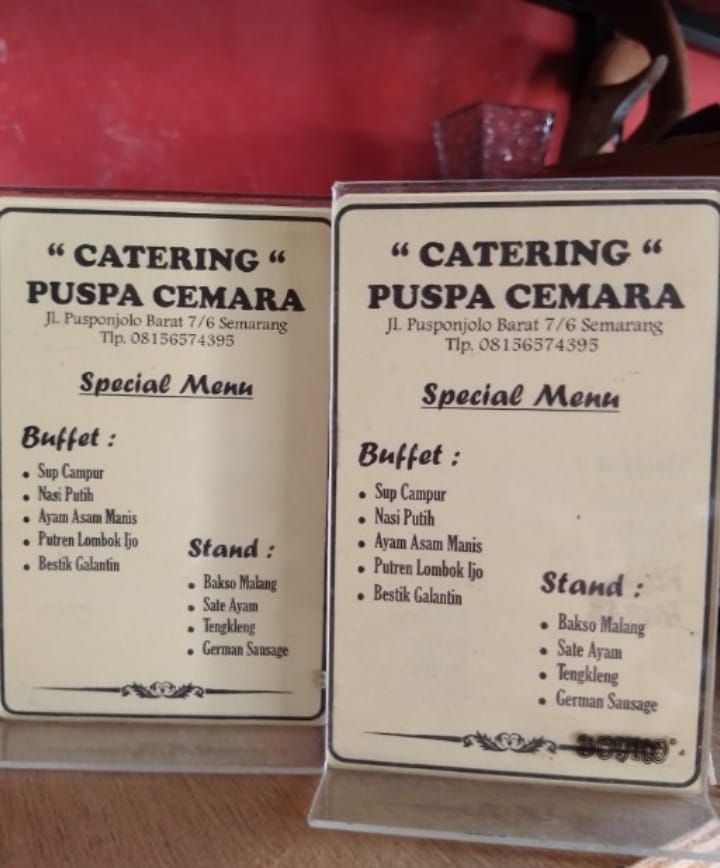 “ CATERING “
PUSPA CEMARA
Jl. Pusponjolo Barat 7/6 Semarang
Tlp. 08156574395
Special Menu
Buffet :
• Sup Campur
• Nasi Putih
• Ayam Asam Manis
• Putren Lombok Ijo
• Bestik Galantin
Stand :
• Bakso Malang
• Sate Ayam
• Tengkleng
• German Sausage
“ CATERING “
PUSPA CEMARA
Jl. Pusponjolo Barat 7/6 Semarang
Tlp. 08156574395
Special Menu
Buffet :
• Sup Campur
• Nasi Putih
• Ayam Asam Manis
• Putren Lombok Ijo
• Bestik Galantin
Stand :
• Bakso Malang
• Sate Ayam
• Tengkleng
• German Sausage